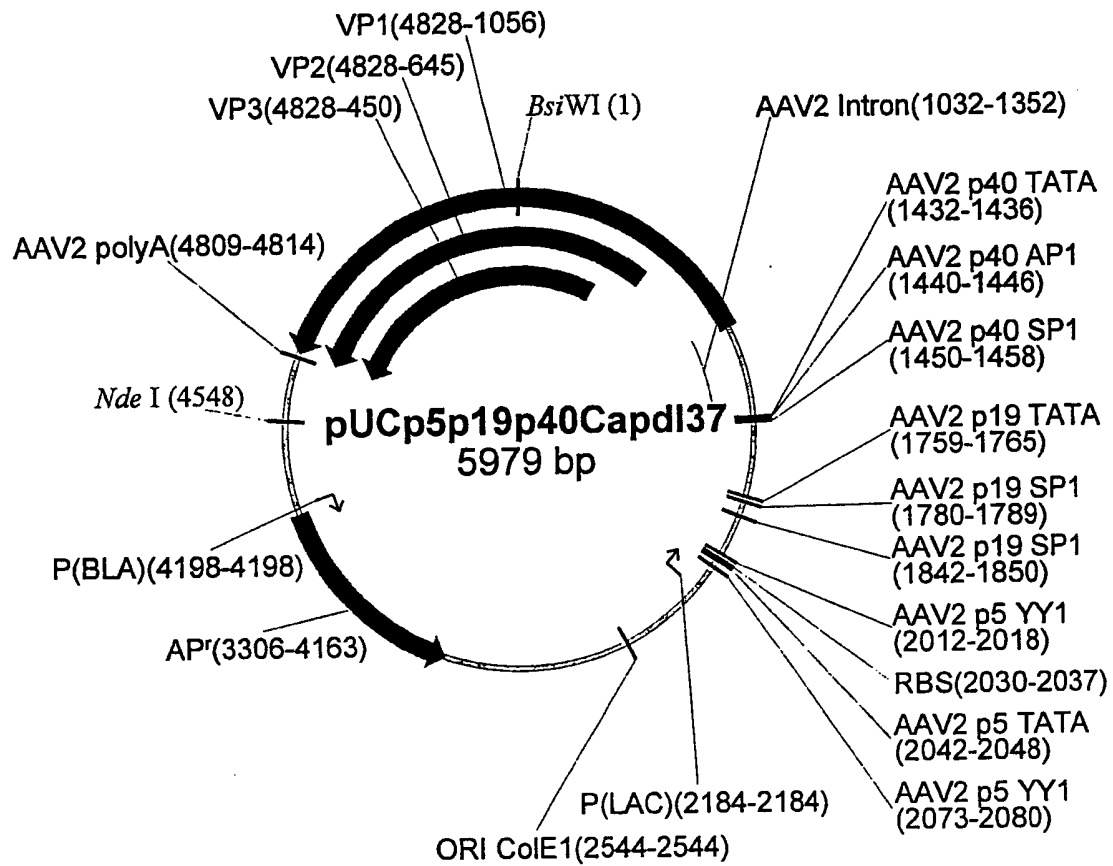 VP1(4828-1056)
VP2(4828-645)
VP3(4828-450)
BsiWI (1)
AAV2 Intron(1032-1352)
AAV2 p40 TATA
(1432-1436)
AAV2 p40 AP1
(1440-1446)
AAV2 p40 SP1
(1450-1458)
AAV2 polyA(4809-4814)
Nde I (4548)
pUCp5p19p40CapdI37
5979 bp
AAV2 p19 TATA
(1759-1765)
AAV2 p19 SP1
(1780-1789)
AAV2 p19 SP1
(1842-1850)
P(BLA)(4198-4198)
APʳ(3306-4163)
AAV2 p5 YY1
(2012-2018)
RBS(2030-2037)
AAV2 p5 TATA
(2042-2048)
AAV2 p5 YY1
(2073-2080)
P(LAC)(2184-2184)
ORI ColE1(2544-2544)